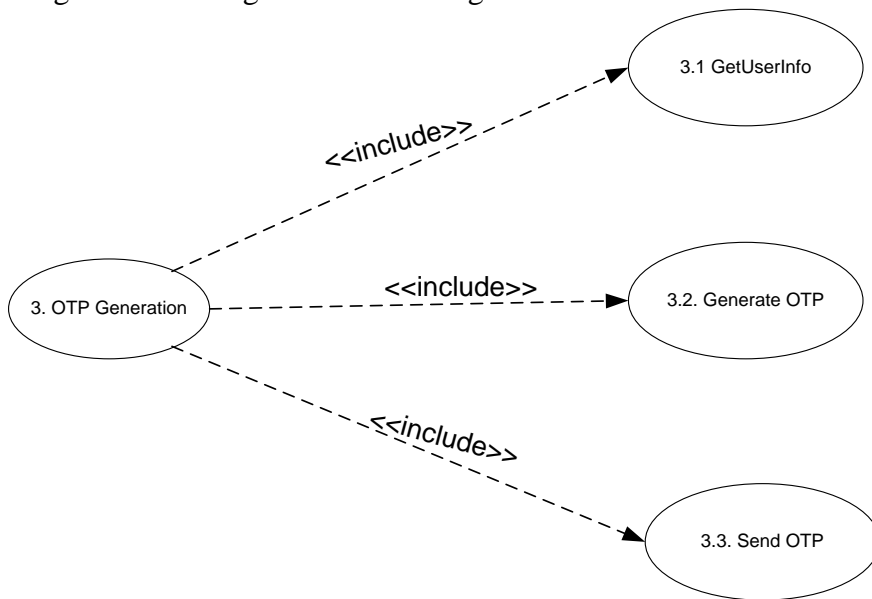 3.1 GetUserInfo
<<include>>
<<include>>
3. OTP Generation
3.2. Generate OTP
<<include>>
3.3. Send OTP